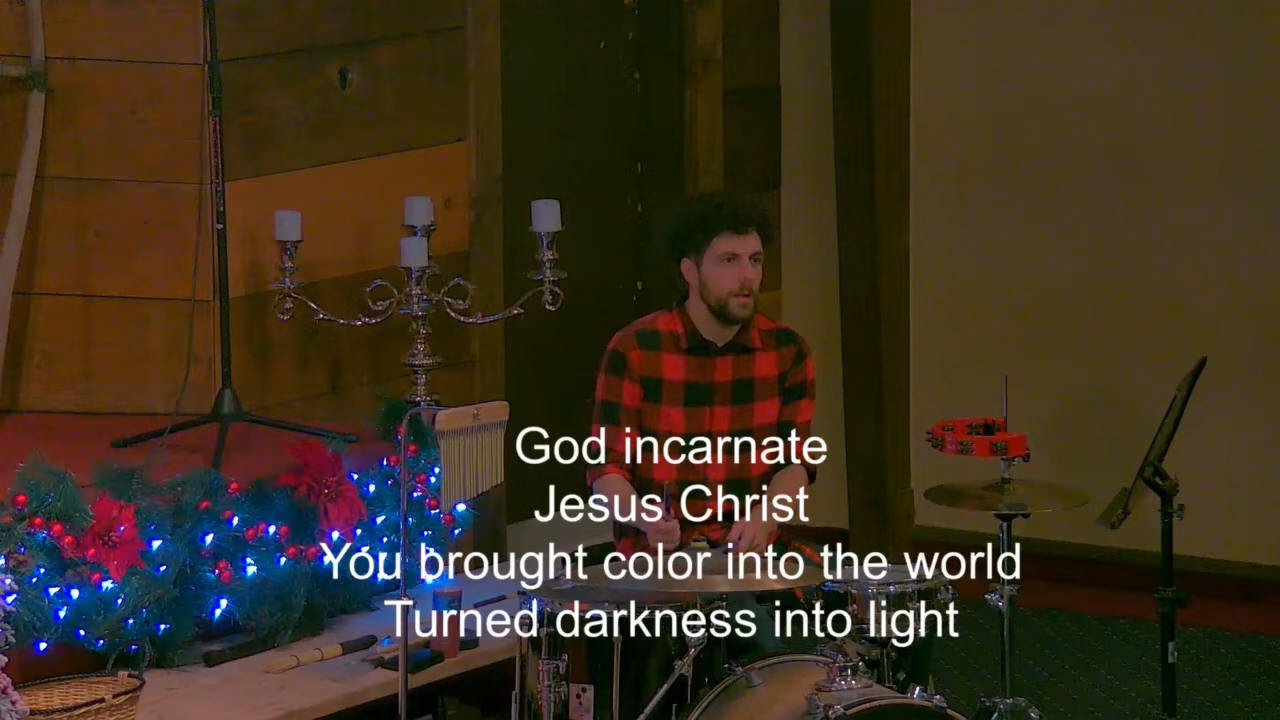 God incarnate
Jesus Christ
You brought color into the world
Turned darkness into light